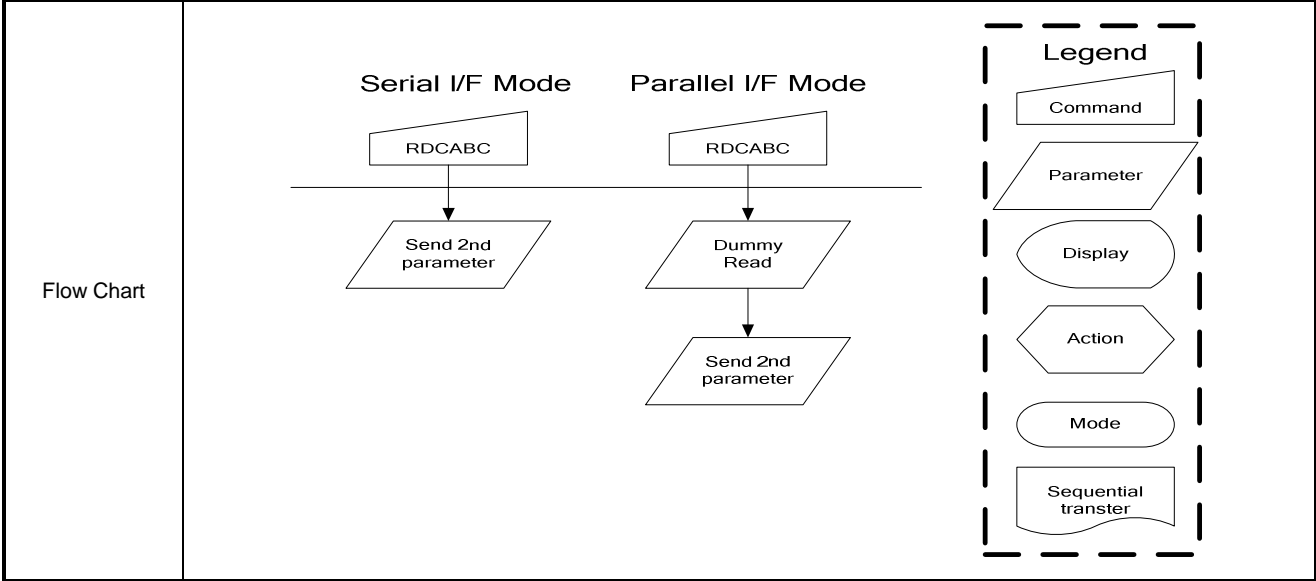 Flow Chart
Serial I/F Mode
RDCABC
Send 2nd
parameter
Parallel I/F Mode
RDCABC
Dummy
Read
Send 2nd
parameter
Legend
Command
Parameter
Display
Action
Mode
Sequential
transter